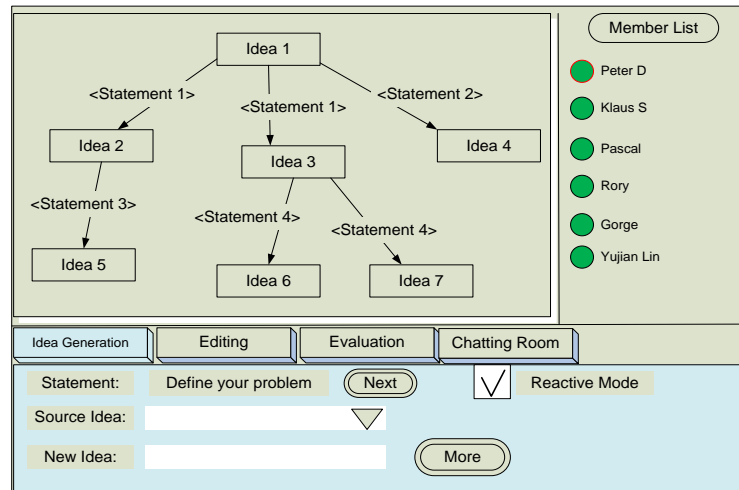 Idea 1
<Statement 1>
<Statement 1>
<Statement 2>
Idea 2
Idea 3
Idea 4
<Statement 3>
<Statement 4>
<Statement 4>
Idea 5
Idea 6
Idea 7
Member List
Peter D
Klaus S
Pascal
Rory
Gorge
Yujian Lin
Idea Generation
Editing
Evaluation
Chatting Room
Statement: Define your problem Next Reactive Mode
Source Idea:
New Idea: More